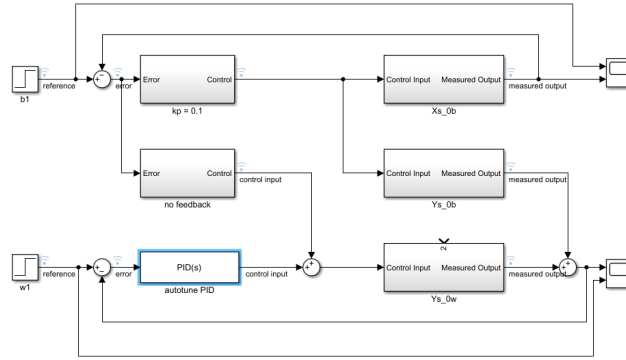 b1
reference
error
Error
Control
kp = 0.1
Control Input
Measured Output
Xs_0b
measured output
Error
Control
no feedback
control input
Control Input
Measured Output
Ys_0b
measured output
w1
reference
error
PID(s)
autotune PID
control input
2
Control Input
Measured Output
Ys_0w
measured output